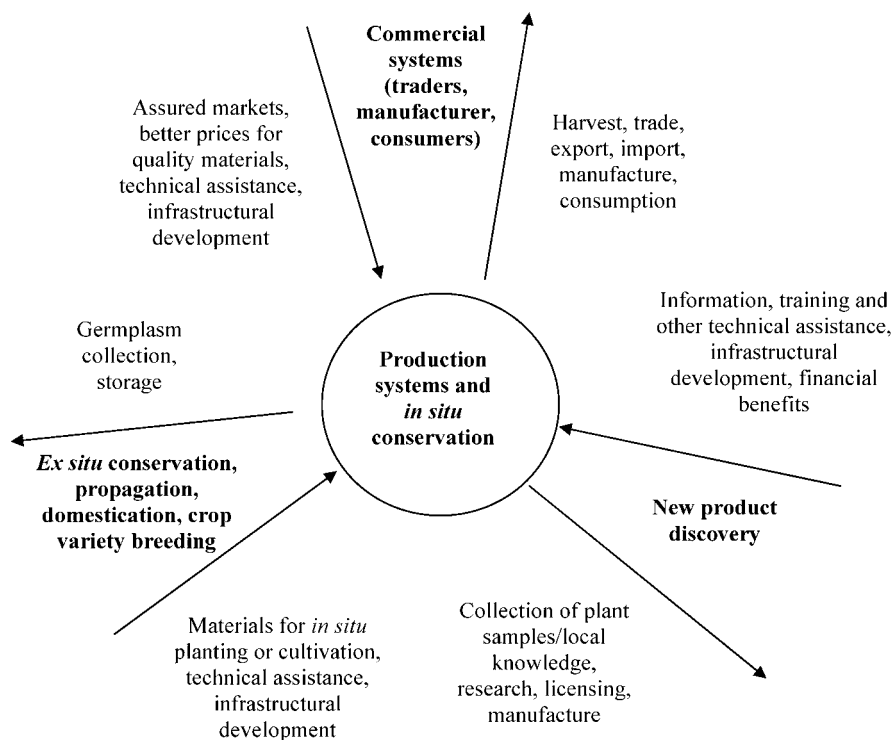 Commercial
systems
(traders,
manufacturer,
consumers)
Assured markets,
better prices for
quality materials,
technical assistance,
infrastructural
development
Harvest, trade,
export, import,
manufacture,
consumption
Germplasm
collection,
storage
Production
systems and
in situ
conservation
Information, training and
other technical assistance,
infrastructural
development, financial
benefits
Ex situ conservation,
propagation,
domestication, crop
variety breeding
New product
discovery
Materials for in situ
planting or cultivation,
technical assistance,
infrastructural
development
Collection of plant
samples/local
knowledge,
research, licensing,
manufacture